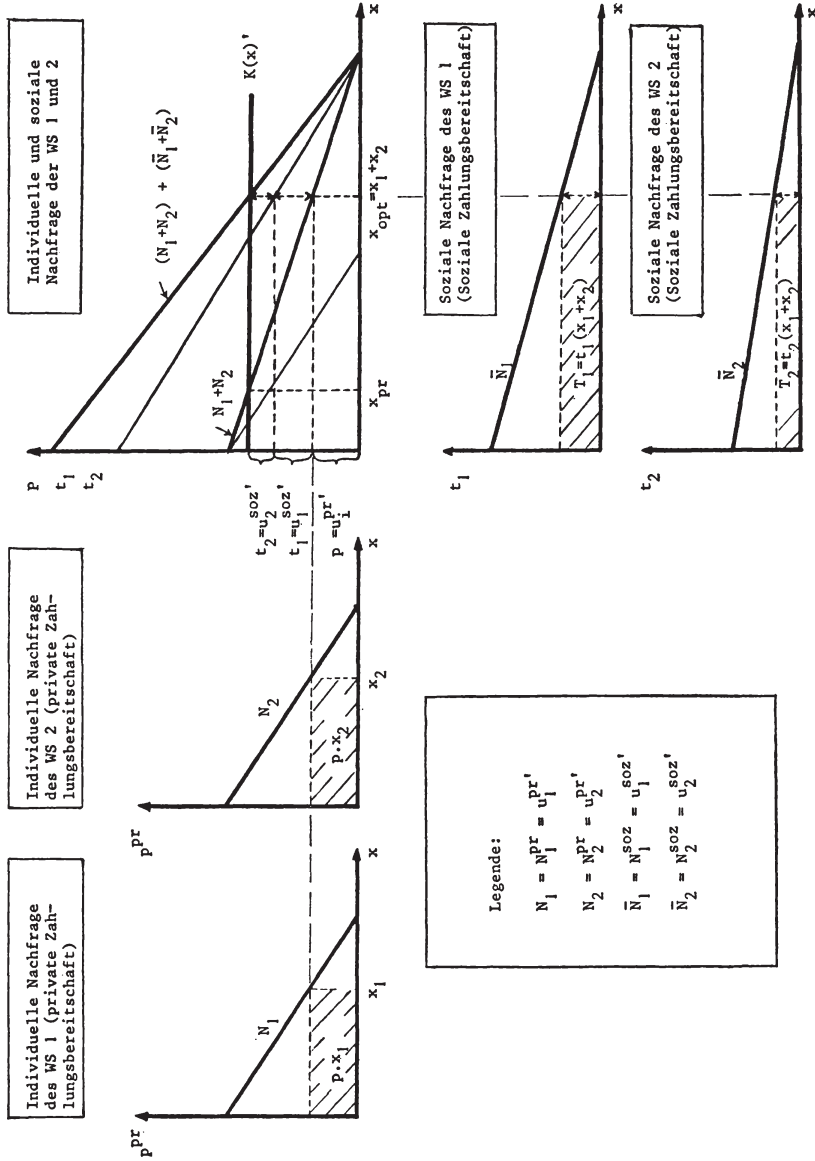 Individuelle Nachfrage
des WS 1 (private Zah-
lungsbereitschaft)
p^pr
N_1
p·x_1
x_1
x
Individuelle Nachfrage
des WS 2 (private Zah-
lungsbereitschaft)
p^pr
N_2
p·x_2
x_2
x
Individuelle und soziale
Nachfrage der WS 1 und 2
p
t_1
t_2
(N_1+N_2) + (N̄_1+N̄_2)
N_1+N_2
K(x)'
t_2=u_2^soz'
t_1=u_1^soz'
p=u_i^pr'
x_pr
x_opt=x_1+x_2
x
Soziale Nachfrage des WS 1
(Soziale Zahlungsbereitschaft)
t_1
N̄_1
T_1=t_1(x_1+x_2)
x
Soziale Nachfrage des WS 2
(Soziale Zahlungsbereitschaft)
t_2
N̄_2
T_2=t_2(x_1+x_2)
x
Legende:
N_1 = N_1^pr = u_1^pr'
N_2 = N_2^pr = u_2^pr'
N̄_1 = N_1^soz = u_1^soz'
N̄_2 = N_2^soz = u_2^soz'